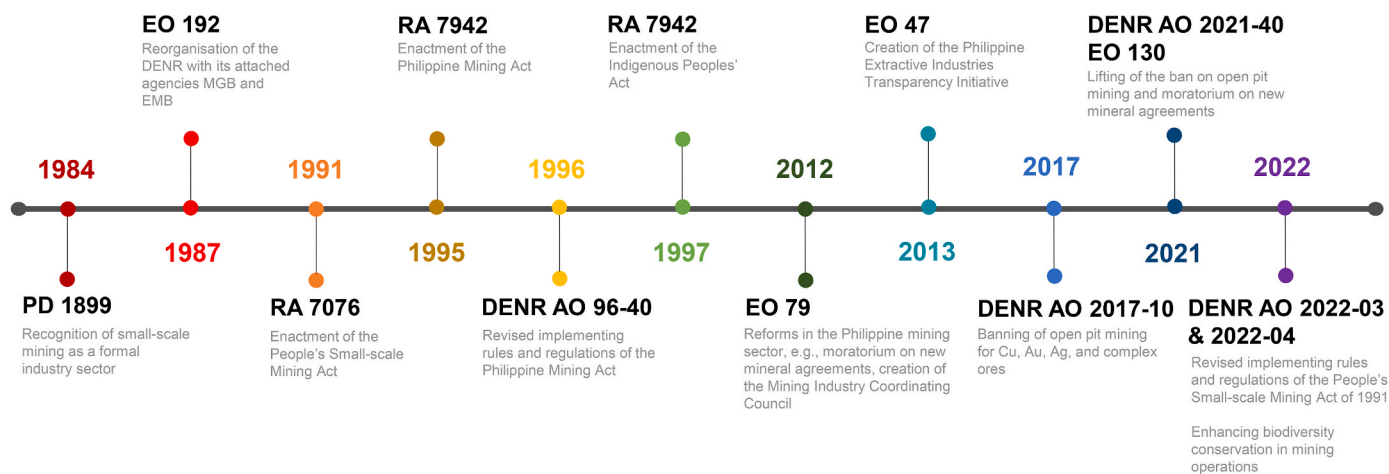 EO 192
Reorganisation of the
DENR with its attached
agencies MGB and
EMB
RA 7942
Enactment of the
Philippine Mining Act
RA 7942
Enactment of the
Indigenous Peoples'
Act
EO 47
Creation of the Philippine
Extractive Industries
Transparency Initiative
DENR AO 2021-40
EO 130
Lifting of the ban on open pit
mining and moratorium on new
mineral agreements
1984
1991
1996
2012
2017
2022
1987
1995
1997
2013
2021
PD 1899
Recognition of small-scale
mining as a formal
industry sector
RA 7076
Enactment of the
People's Small-scale
Mining Act
DENR AO 96-40
Revised implementing
rules and regulations of the
Philippine Mining Act
EO 79
Reforms in the Philippine mining
sector, e.g., moratorium on new
mineral agreements, creation of
the Mining Industry Coordinating
Council
DENR AO 2017-10
Banning of open pit mining
for Cu, Au, Ag, and complex
ores
DENR AO 2022-03
& 2022-04
Revised implementing rules
and regulations of the People's
Small-scale Mining Act of 1991
Enhancing biodiversity
conservation in mining
operations